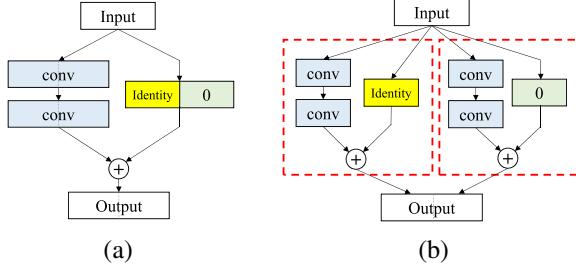 Input
conv
conv
Identity 0
+
Output
(a)
Input
conv
conv
Identity
+
conv
conv
0
+
Output
(b)